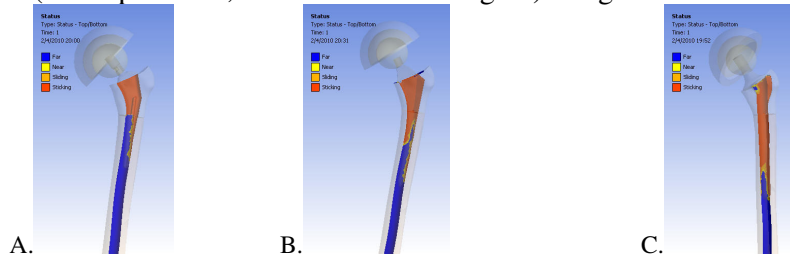 Status
Type: Status - Top/Bottom
Time: 1
2/4/2010 20:00
Far
Near
Sliding
Sticking
A.
Status
Type: Status - Top/Bottom
Time: 1
2/4/2010 20:31
Far
Near
Sliding
Sticking
B.
Status
Type: Status - Top/Bottom
Time: 1
2/4/2010 19:52
Far
Near
Sliding
Sticking
C.